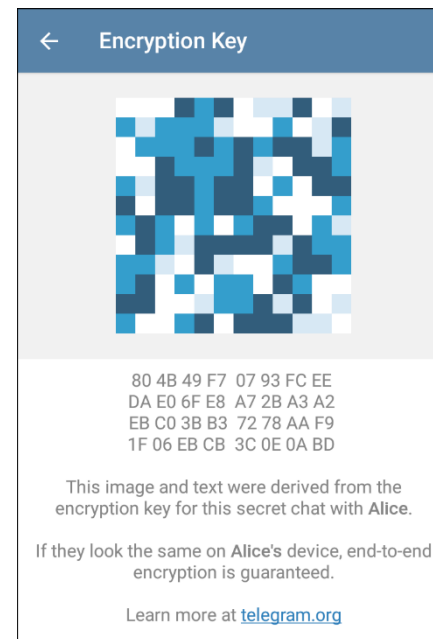 Encryption Key
80 4B 49 F7  07 93 FC EE
DA E0 6F E8  A7 2B A3 A2
EB C0 3B B3  72 78 AA F9
1F 06 EB CB  3C 0E 0A BD
This image and text were derived from the
encryption key for this secret chat with Alice.
If they look the same on Alice's device, end-to-end
encryption is guaranteed.
Learn more at telegram.org